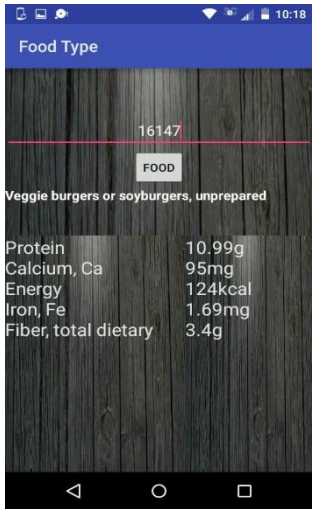 10:18
Food Type
16147
FOOD
Veggie burgers or soyburgers, unprepared
Protein 10.99g
Calcium, Ca 95mg
Energy 124kcal
Iron, Fe 1.69mg
Fiber, total dietary 3.4g